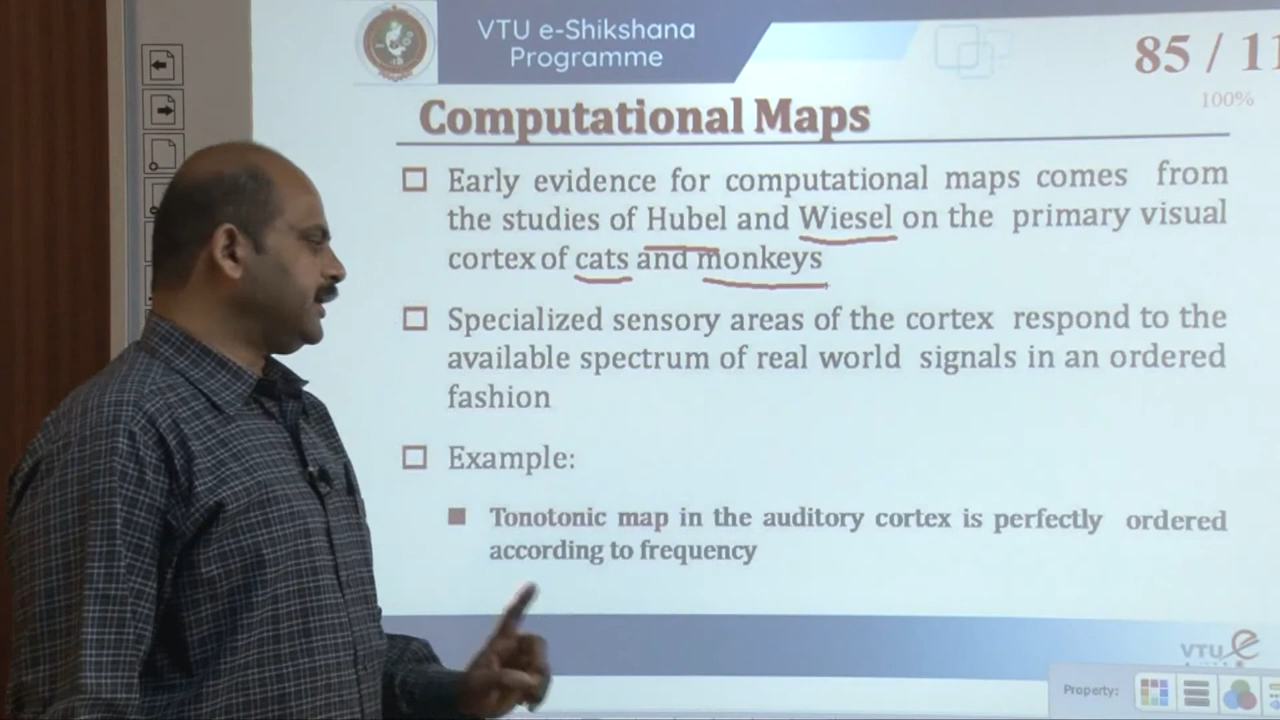 VTU e-Shikshana
Programme
85 / 11
100%
Computational Maps
Early evidence for computational maps comes from
the studies of Hubel and Wiesel on the primary visual
cortex of cats and monkeys
Specialized sensory areas of the cortex respond to the
available spectrum of real world signals in an ordered
fashion
Example:
Tonotonic map in the auditory cortex is perfectly ordered
according to frequency
VTU e
Property: